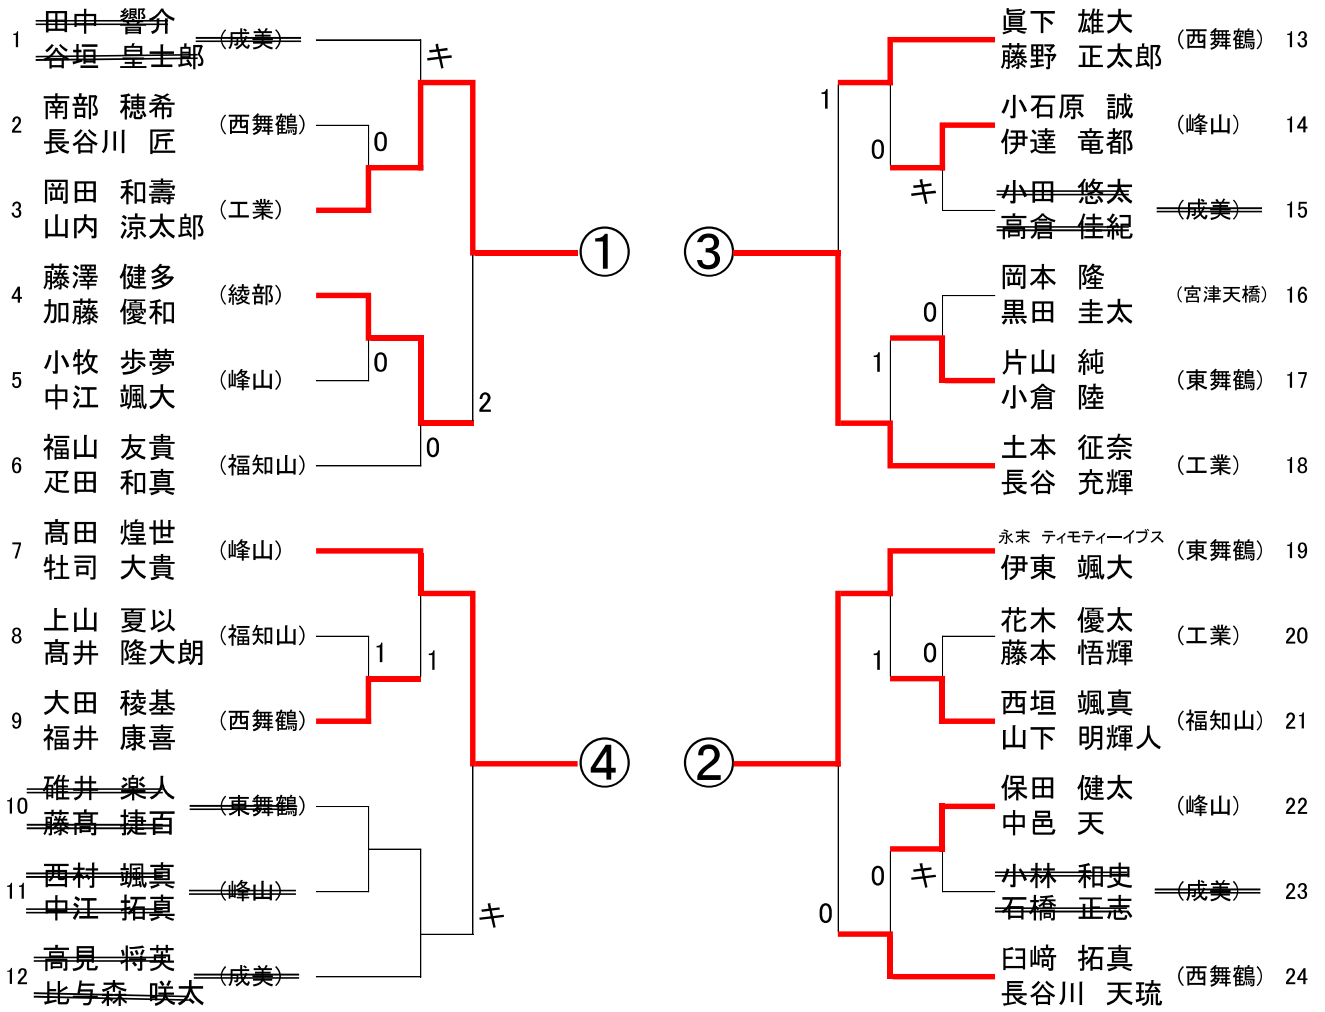 1 田中 響介 谷垣 皇士郎 (成美)
キ
2 南部 穂希 長谷川 匠 (西舞鶴)
0
3 岡田 和壽 山内 涼太郎 (工業)
①
4 藤澤 健多 加藤 優和 (綾部)
0
5 小牧 歩夢 中江 颯大 (峰山)
2
0
6 福山 友貴 疋田 和真 (福知山)
7 髙田 煌世 牡司 大貴 (峰山)
8 上山 夏以 髙井 隆大朗 (福知山)
1
1
9 大田 稜基 福井 康喜 (西舞鶴)
④
10 碓井 楽人 藤髙 捷百 (東舞鶴)
11 西村 颯真 中江 拓真 (峰山)
キ
12 高見 将英 比与森 咲太 (成美)
眞下 雄大 藤野 正太郎 (西舞鶴) 13
1
小石原 誠 伊達 竜都 (峰山) 14
0
キ
小田 悠太 高倉 佳紀 (成美) 15
③
岡本 隆 黒田 圭太 (宮津天橋) 16
0
1
片山 純 小倉 陸 (東舞鶴) 17
土本 征奈 長谷 充輝 (工業) 18
永末 ティモティーイブス 伊東 颯大 (東舞鶴) 19
花木 優太 藤本 悟輝 (工業) 20
0
1
西垣 颯真 山下 明輝人 (福知山) 21
②
保田 健太 中邑 天 (峰山) 22
0
キ
小林 和史 石橋 正志 (成美) 23
0
臼﨑 拓真 長谷川 天琉 (西舞鶴) 24